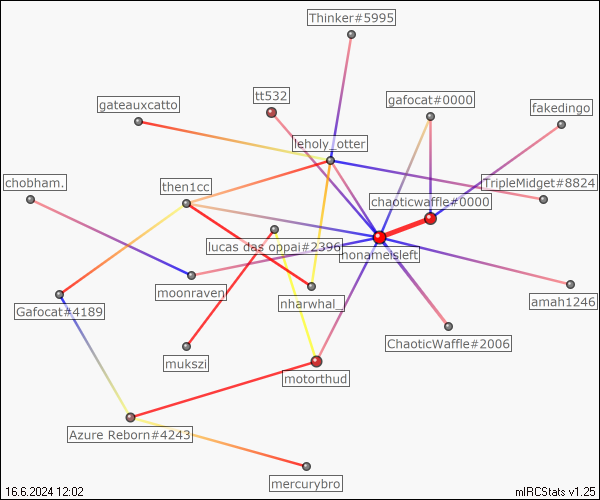 Thinker#5995
gateauxcatto
tt532
gafocat#0000
fakedingo
leholy_otter
chobham.
then1cc
TripleMidget#8824
chaoticwaffle#0000
lucas das oppai#2396
nonameisleft
moonraven
nharwhal_
amah1246
Gafocat#4189
ChaoticWaffle#2006
mukszi
motorthud
Azure Reborn#4243
mercurybro
16.6.2024 12:02
mIRCStats v1.25